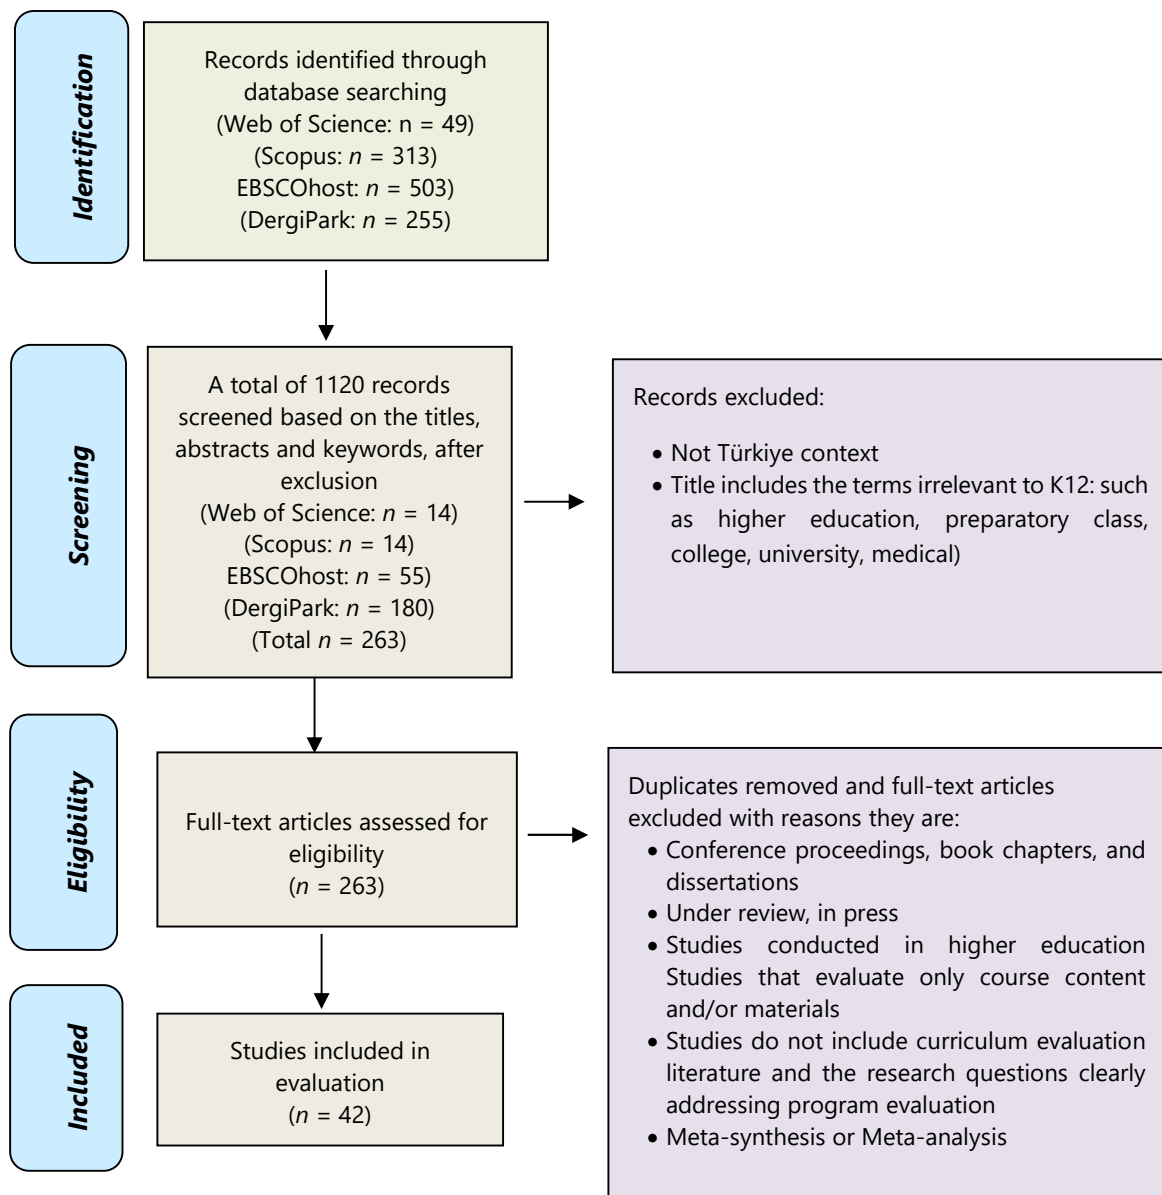 Identification
Records identified through
database searching
(Web of Science: n = 49)
(Scopus: n = 313)
EBSCOhost: n = 503)
(DergiPark: n = 255)
Screening
A total of 1120 records
screened based on the titles,
abstracts and keywords, after
exclusion
(Web of Science: n = 14)
(Scopus: n = 14)
EBSCOhost: n = 55)
(DergiPark: n = 180)
(Total n = 263)
Records excluded:
• Not Türkiye context
• Title includes the terms irrelevant to K12: such
as higher education, preparatory class,
college, university, medical)
Eligibility
Full-text articles assessed for
eligibility
(n = 263)
Duplicates removed and full-text articles
excluded with reasons they are:
• Conference proceedings, book chapters, and
dissertations
• Under review, in press
• Studies conducted in higher education
Studies that evaluate only course content
and/or materials
• Studies do not include curriculum evaluation
literature and the research questions clearly
addressing program evaluation
• Meta-synthesis or Meta-analysis
Included
Studies included in
evaluation
(n = 42)